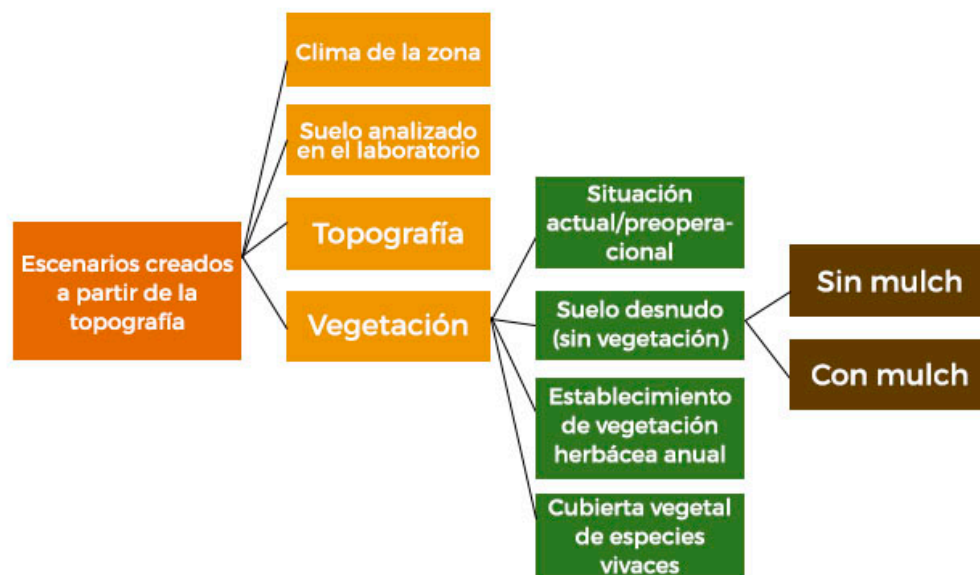 Clima de la zona
Suelo analizado
en el laboratorio
Topografía
Vegetación
Escenarios creados
a partir de la
topografía
Situación
actual/preopera-
cional
Suelo desnudo
(sin vegetación)
Establecimiento
de vegetación
herbácea anual
Cubierta vegetal
de especies
vivaces
Sin mulch
Con mulch